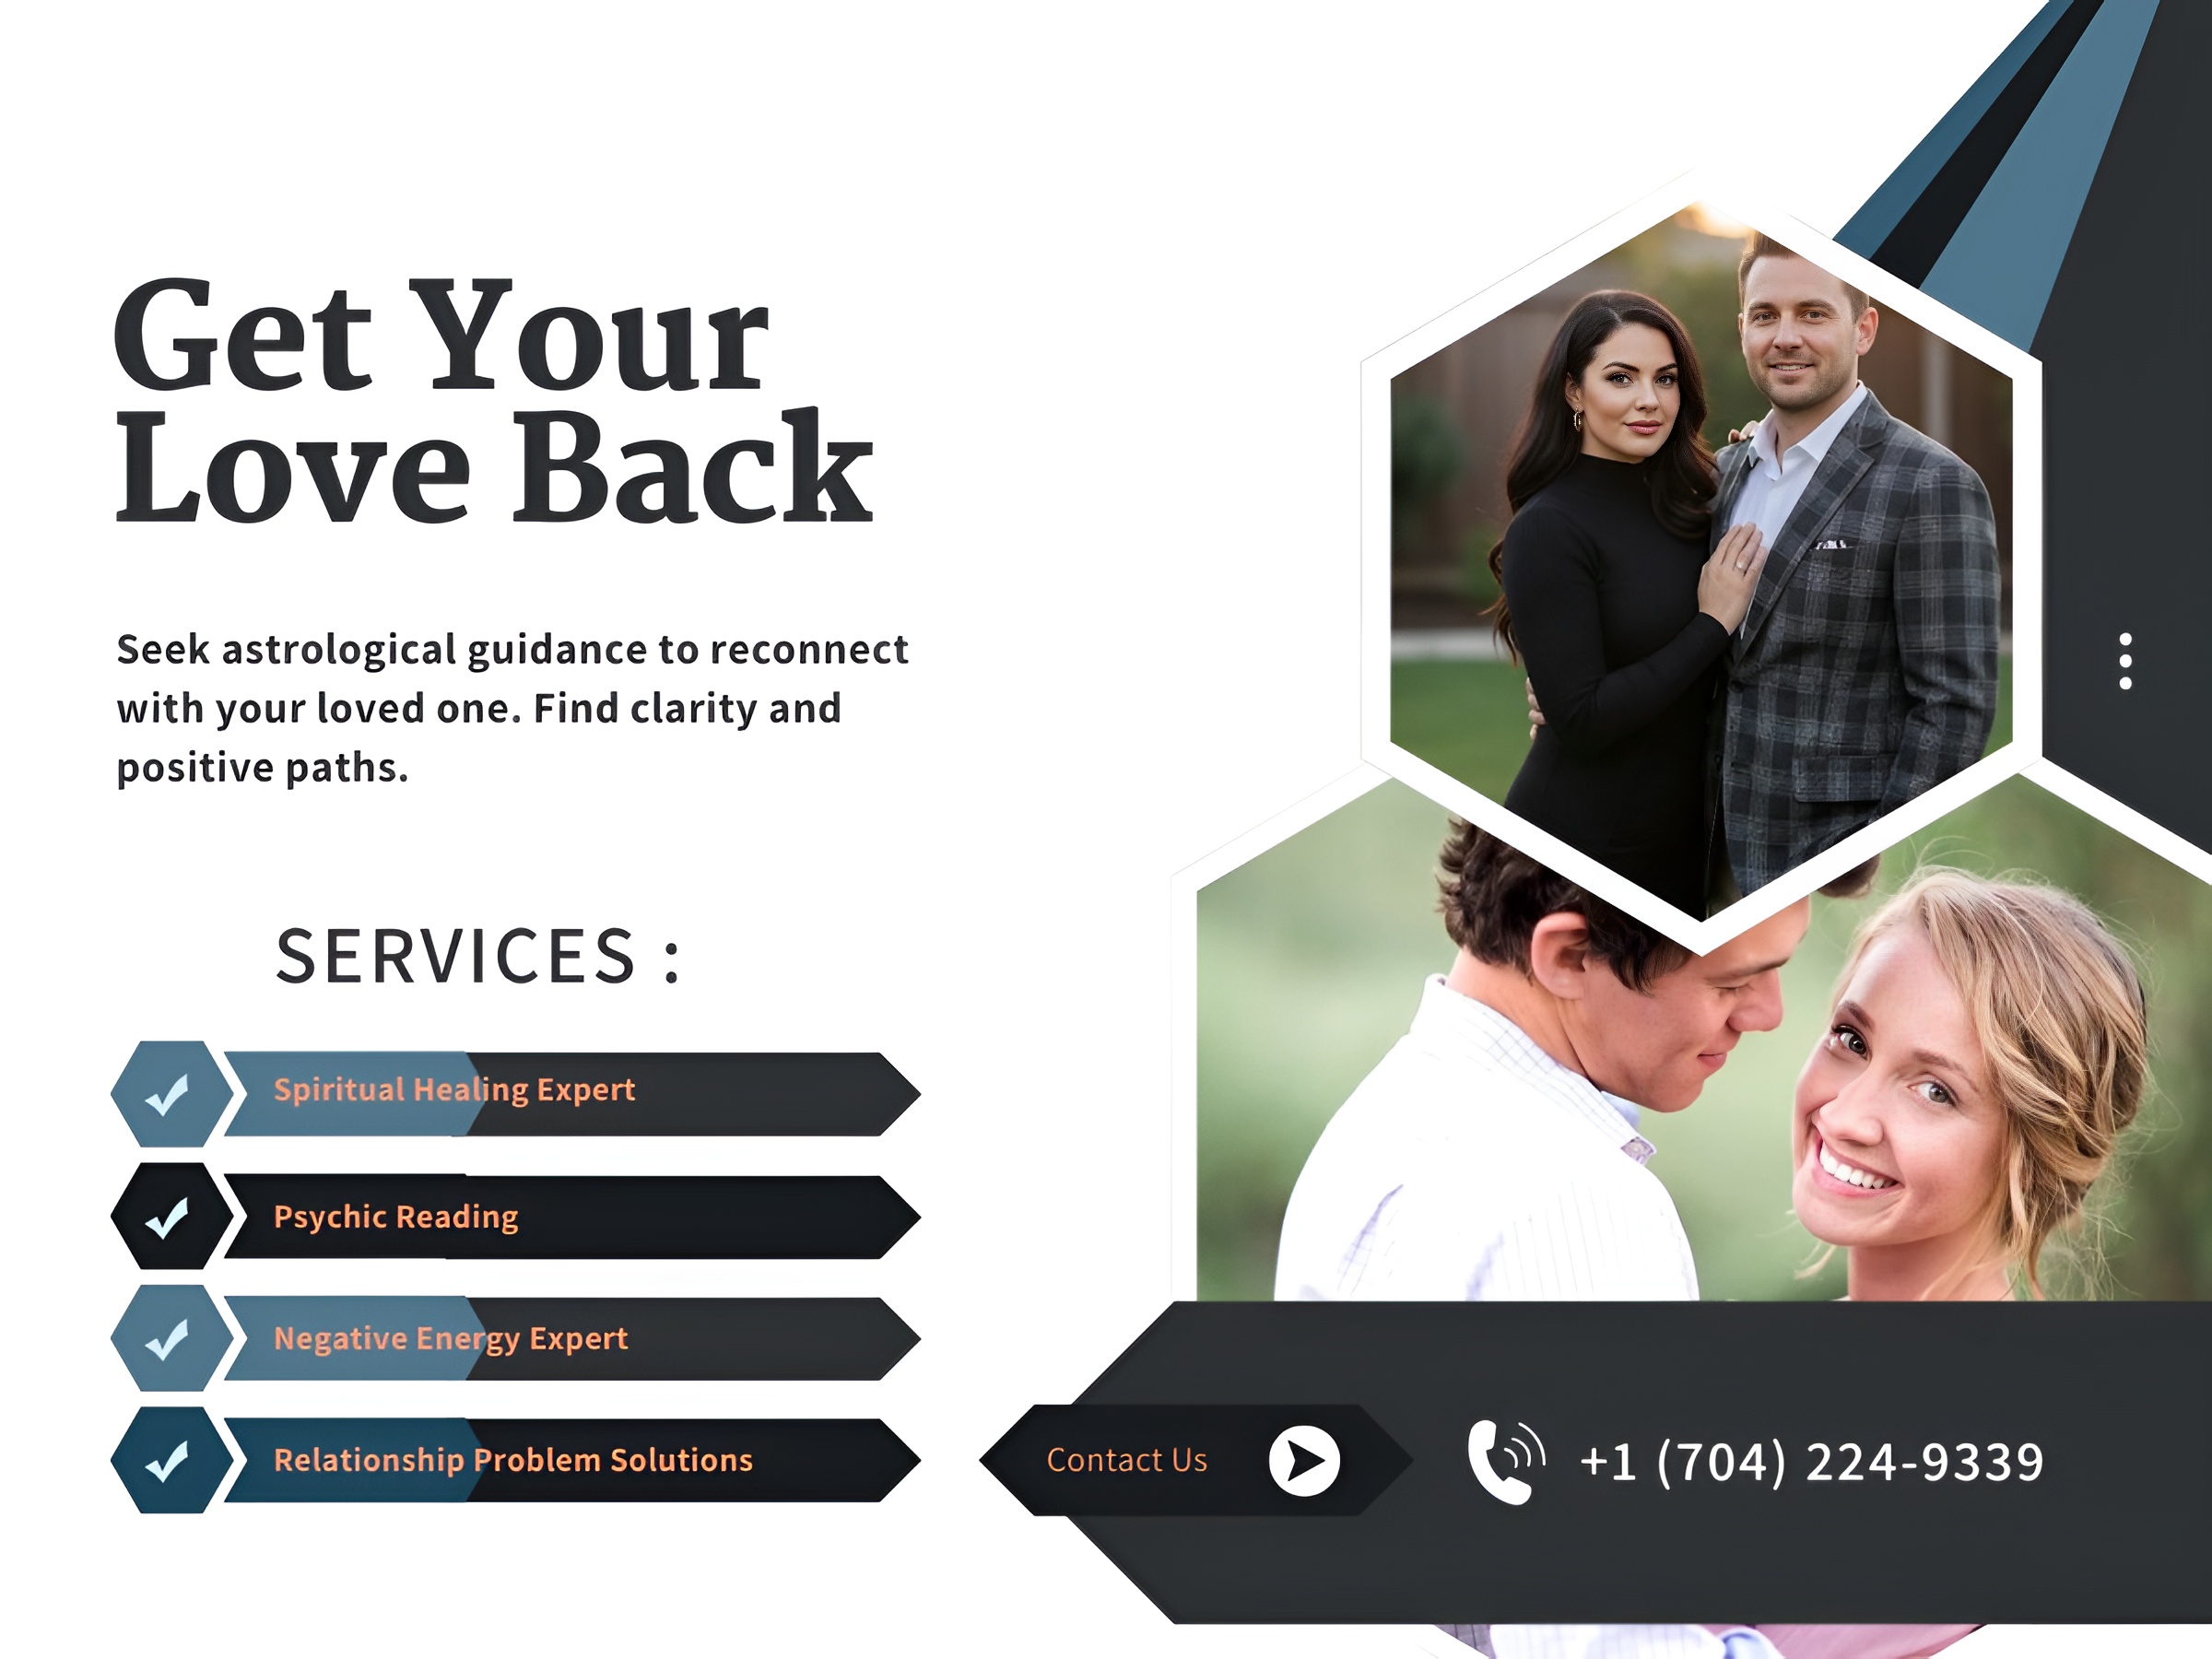 Get Your
Love Back
Seek astrological guidance to reconnect
with your loved one. Find clarity and
positive paths.
SERVICES :
Spiritual Healing Expert
Psychic Reading
Negative Energy Expert
Relationship Problem Solutions
Contact Us
+1 (704) 224-9339